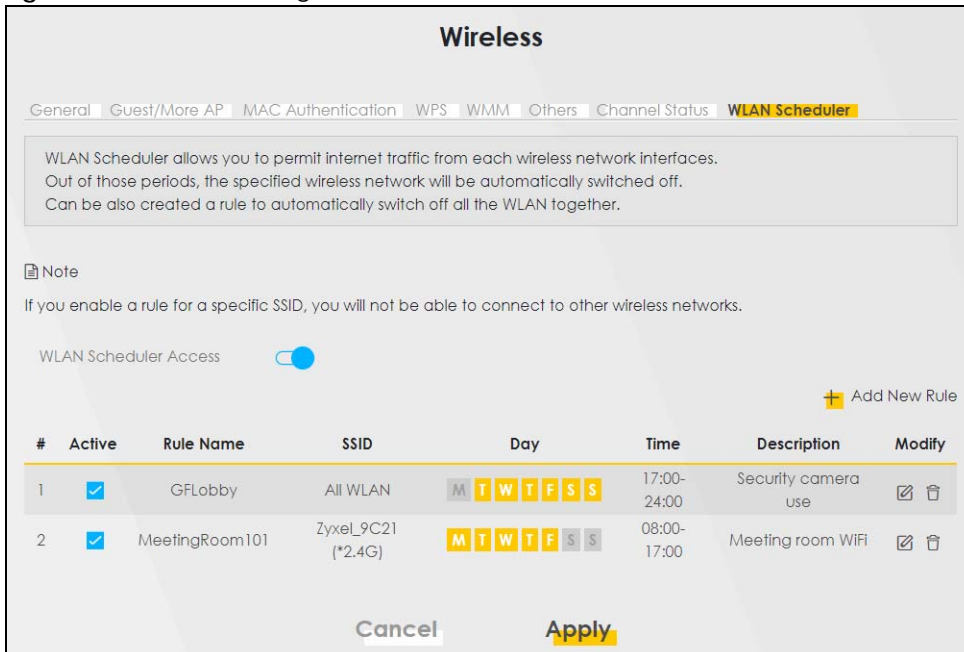 Wireless
General Guest/More AP MAC Authentication WPS WMM Others Channel Status WLAN Scheduler
WLAN Scheduler allows you to permit internet traffic from each wireless network interfaces.
Out of those periods, the specified wireless network will be automatically switched off.
Can be also created a rule to automatically switch off all the WLAN together.
Note
If you enable a rule for a specific SSID, you will not be able to connect to other wireless networks.
WLAN Scheduler Access
+ Add New Rule
# Active Rule Name SSID Day Time Description Modify
1 GFLobby All WLAN M T W T F S S 17:00-24:00 Security camera use
2 MeetingRoom101 Zyxel_9C21 (*2.4G) M T W T F S S 08:00-17:00 Meeting room WiFi
Cancel Apply